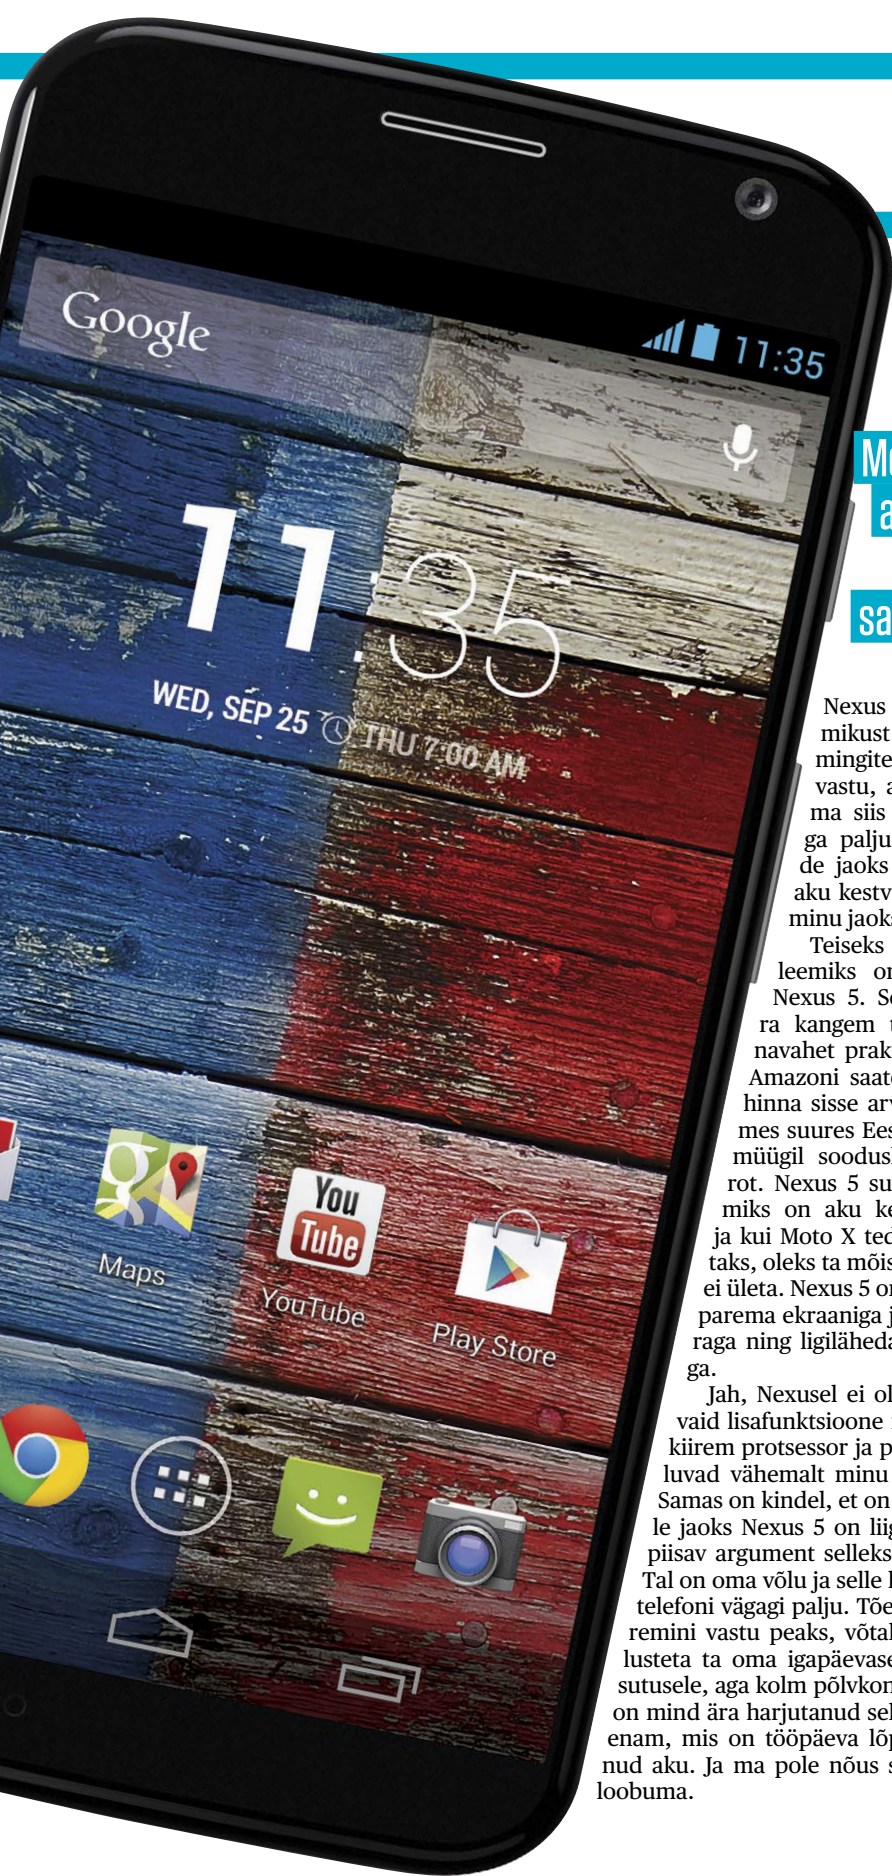 Google
11:35
11:35
WED, SEP 25 THU 7:00 AM
Maps
You
Tube
YouTube
Play Store
Nexus
mikust
mingite
vastu, a
ma siis
ga palju
de jaoks
aku kestv
minu jaoks
Teiseks
leemiks on
Nexus 5. Se
ra kangem t
navahet prak
Amazoni saat
hinna sisse arv
mes suures Ees
müügil soodus
rot. Nexus 5 su
miks on aku ke
ja kui Moto X ted
taks, oleks ta mõis
ei ületa. Nexus 5 on
parema ekraaniga j
raga ning ligiläheda
ga.
Jah, Nexusel ei ol
vaid lisafunktsioone
kiirem protsessor ja p
luvad vähemalt minu
Samas on kindel, et on
le jaoks Nexus 5 on liig
piisav argument selleks
Tal on oma võlu ja selle
telefoni vägagi palju. Tõe
remini vastu peaks, võtal
lusteta ta oma igapäevase
sutusele, aga kolm põlvkon
on mind ära harjutanud sel
enam, mis on tööpäeva lõp
nud aku. Ja ma pole nõus s
loobuma.